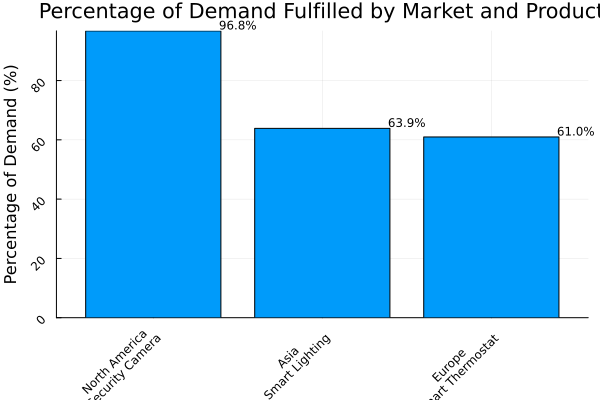 Percentage of Demand Fulfilled by Market and Product
96.8%
63.9%
61.0%
Percentage of Demand (%)
80
60
40
20
0
North America
Security Camera
Asia
Smart Lighting
Europe
Smart Thermostat